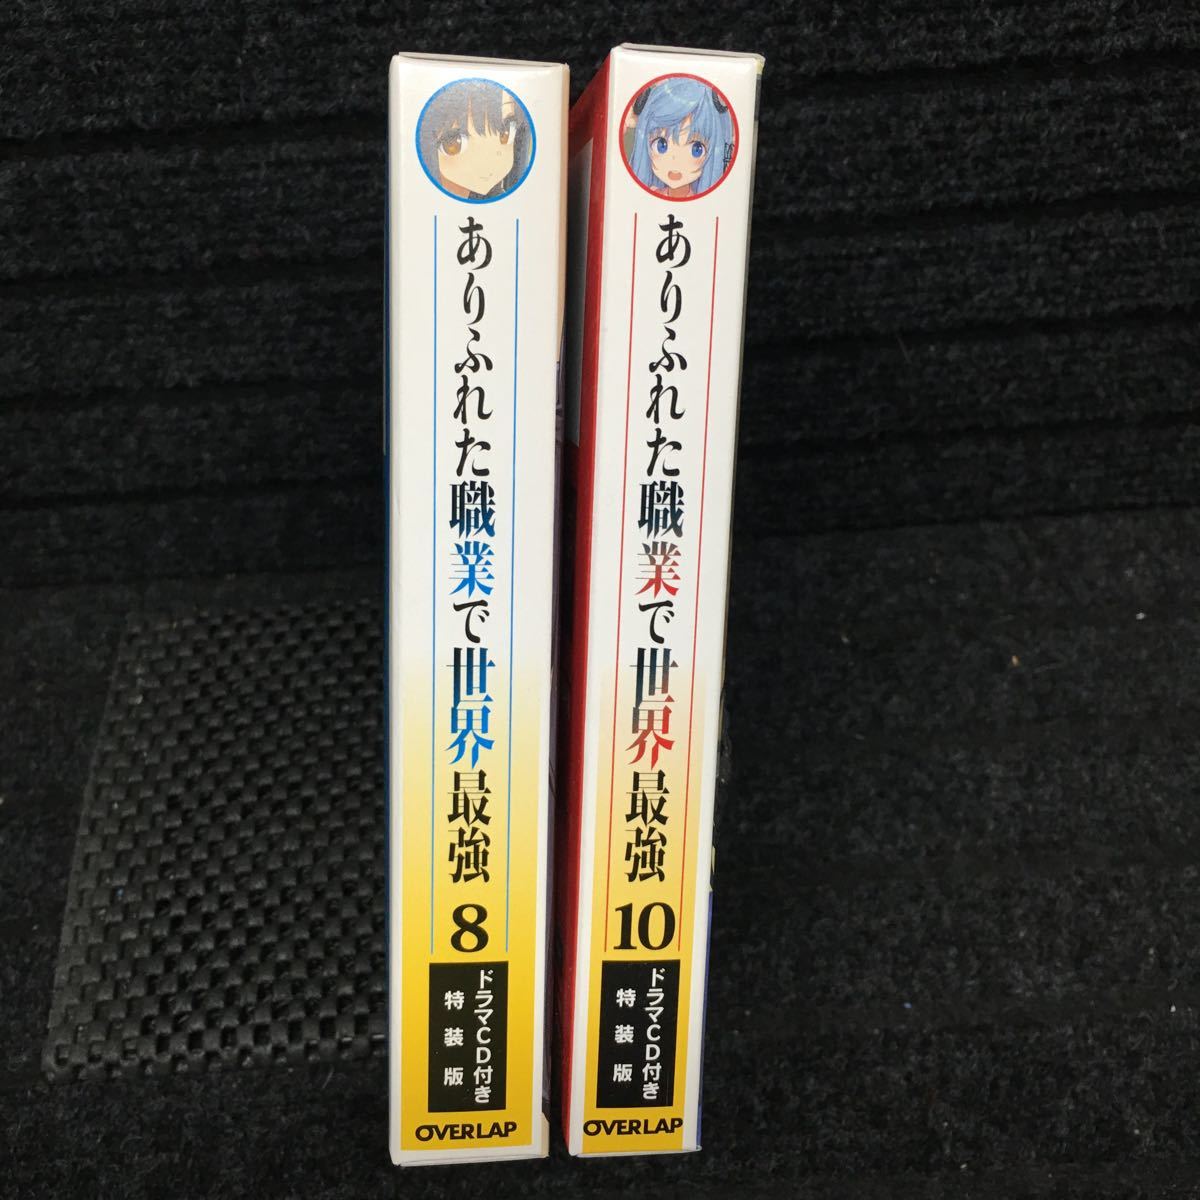 ありふれた職業で世界最強
8
ドラマCD付き
特装版
OVERLAP
ありふれた職業で世界最強
10
ドラマCD付き
特装版
OVERLAP